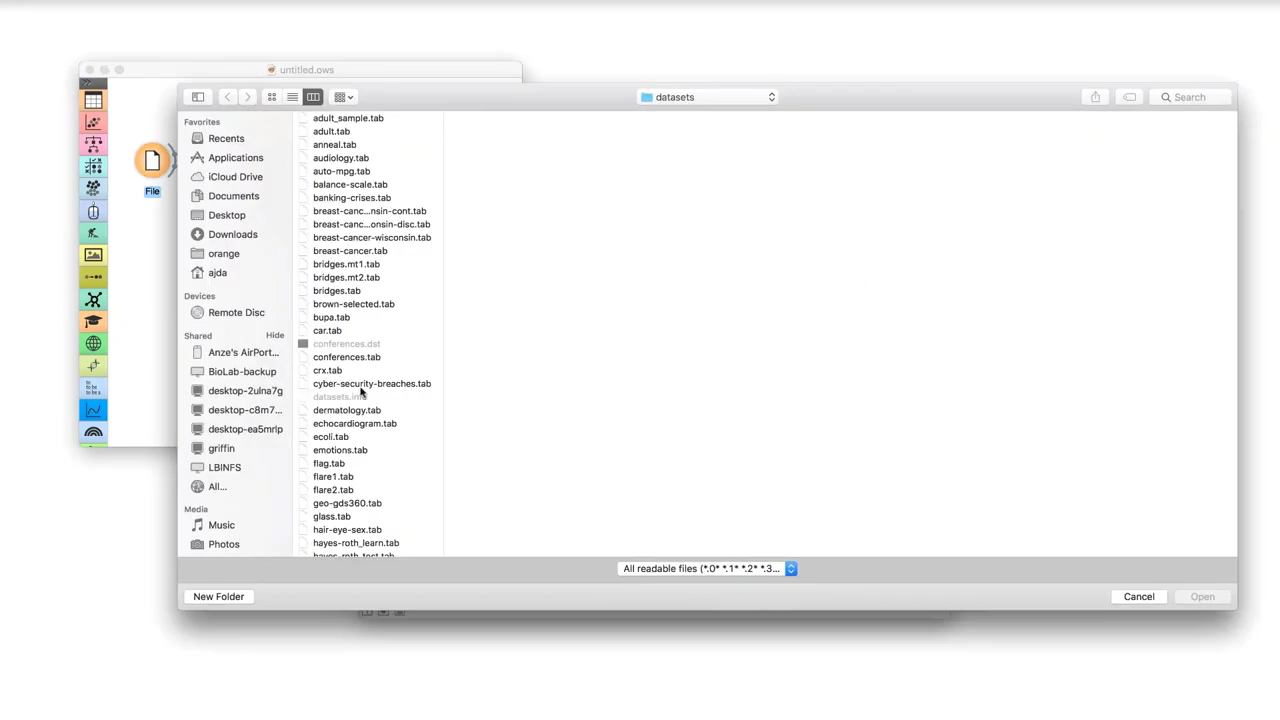 untitled.ows
datasets
Search
File
Favorites
Recents
Applications
iCloud Drive
Documents
Desktop
Downloads
orange
ajda
Devices
Remote Disc
Shared
Hide
Anze's AirPort...
BioLab-backup
desktop-2ulna7g
desktop-c8m7...
desktop-ea5mrlp
griffin
LBINFS
All...
Media
Music
Photos
adult_sample.tab
adult.tab
anneal.tab
audiology.tab
auto-mpg.tab
balance-scale.tab
banking-crises.tab
breast-canc...nsin-cont.tab
breast-canc...onsin-disc.tab
breast-cancer-wisconsin.tab
breast-cancer.tab
bridges.mt1.tab
bridges.mt2.tab
bridges.tab
brown-selected.tab
bupa.tab
car.tab
conferences.dst
conferences.tab
crx.tab
cyber-security-breaches.tab
dermatology.tab
echocardiogram.tab
ecoli.tab
emotions.tab
flag.tab
flare1.tab
flare2.tab
geo-gds360.tab
glass.tab
hair-eye-sex.tab
hayes-roth_learn.tab
hayes-roth_test.tab
All readable files (*.0* *.1* *.2* *.3...
New Folder
Cancel
Open